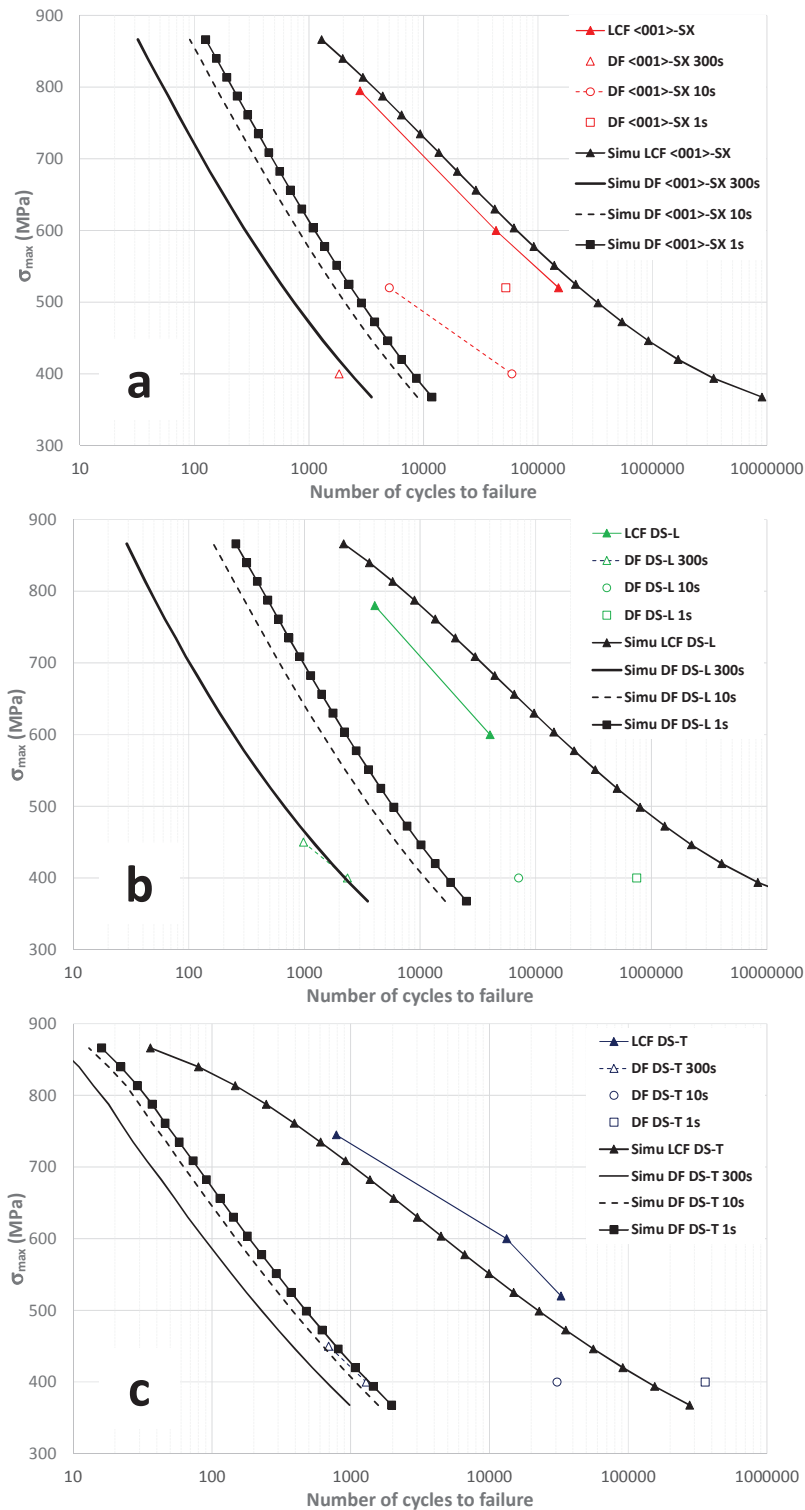 900
800
700
600
500
400
300
σmax (MPa)
10
100
1000
10000
100000
1000000
10000000
Number of cycles to failure
a
LCF <001>-SX
DF <001>-SX 300s
DF <001>-SX 10s
DF <001>-SX 1s
Simu LCF <001>-SX
Simu DF <001>-SX 300s
Simu DF <001>-SX 10s
Simu DF <001>-SX 1s
900
800
700
600
500
400
300
σmax (MPa)
10
100
1000
10000
100000
1000000
10000000
Number of cycles to failure
b
LCF DS-L
DF DS-L 300s
DF DS-L 10s
DF DS-L 1s
Simu LCF DS-L
Simu DF DS-L 300s
Simu DF DS-L 10s
Simu DF DS-L 1s
900
800
700
600
500
400
300
σmax (MPa)
10
100
1000
10000
100000
1000000
Number of cycles to failure
c
LCF DS-T
DF DS-T 300s
DF DS-T 10s
DF DS-T 1s
Simu LCF DS-T
Simu DF DS-T 300s
Simu DF DS-T 10s
Simu DF DS-T 1s